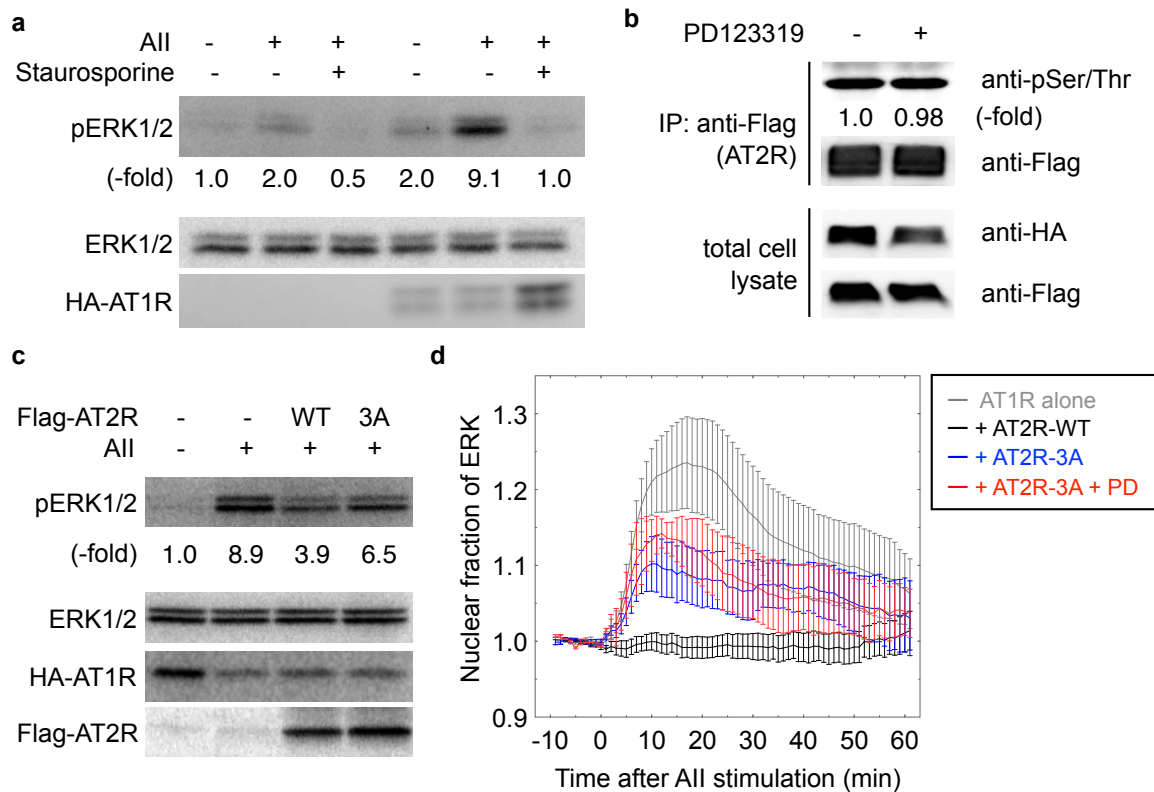 a
AII - + + - + +
Staurosporine - - + - - +
pERK1/2
(-fold) 1.0 2.0 0.5 2.0 9.1 1.0
ERK1/2
HA-AT1R
b
PD123319 - +
IP: anti-Flag
(AT2R)
anti-pSer/Thr
1.0 0.98 (-fold)
anti-Flag
total cell
lysate
anti-HA
anti-Flag
c
Flag-AT2R - - WT 3A
AII - + + +
pERK1/2
(-fold) 1.0 8.9 3.9 6.5
ERK1/2
HA-AT1R
Flag-AT2R
d
Nuclear fraction of ERK
1.3
1.2
1.1
1.0
0.9
-10 0 10 20 30 40 50 60
Time after AII stimulation (min)
AT1R alone
+ AT2R-WT
+ AT2R-3A
+ AT2R-3A + PD